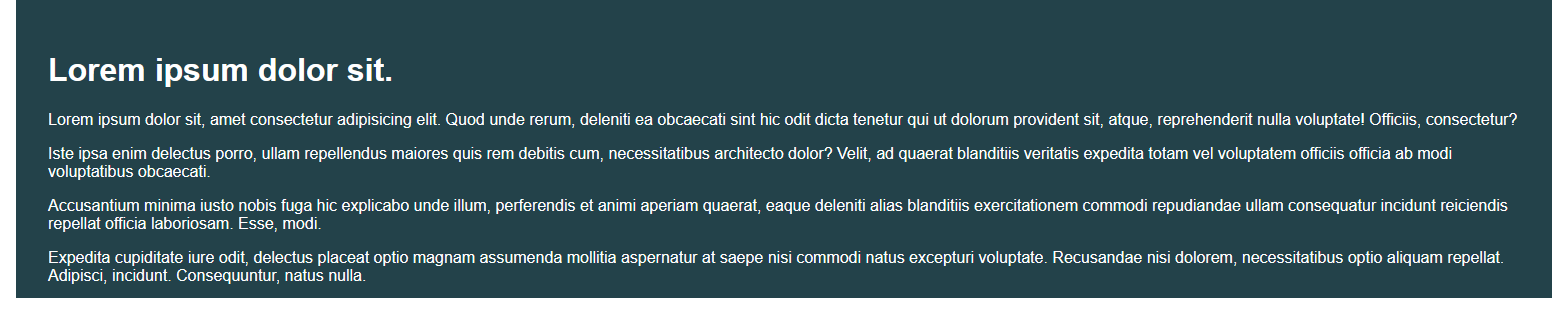 Lorem ipsum dolor sit.
Lorem ipsum dolor sit, amet consectetur adipisicing elit. Quod unde rerum, deleniti ea obcaecati sint hic odit dicta tenetur qui ut dolorum provident sit, atque, reprehenderit nulla voluptate! Officiis, consectetur?
Iste ipsa enim delectus porro, ullam repellendus maiores quis rem debitis cum, necessitatibus architecto dolor? Velit, ad quaerat blanditiis veritatis expedita totam vel voluptatem officiis officia ab modi
voluptatibus obcaecati.
Accusantium minima iusto nobis fuga hic explicabo unde illum, perferendis et animi aperiam quaerat, eaque deleniti alias blanditiis exercitationem commodi repudiandae ullam consequatur incidunt reiciendis
repellat officia laboriosam. Esse, modi.
Expedita cupiditate iure odit, delectus placeat optio magnam assumenda mollitia aspernatur at saepe nisi commodi natus excepturi voluptate. Recusandae nisi dolorem, necessitatibus optio aliquam repellat.
Adipisci, incidunt. Consequuntur, natus nulla.